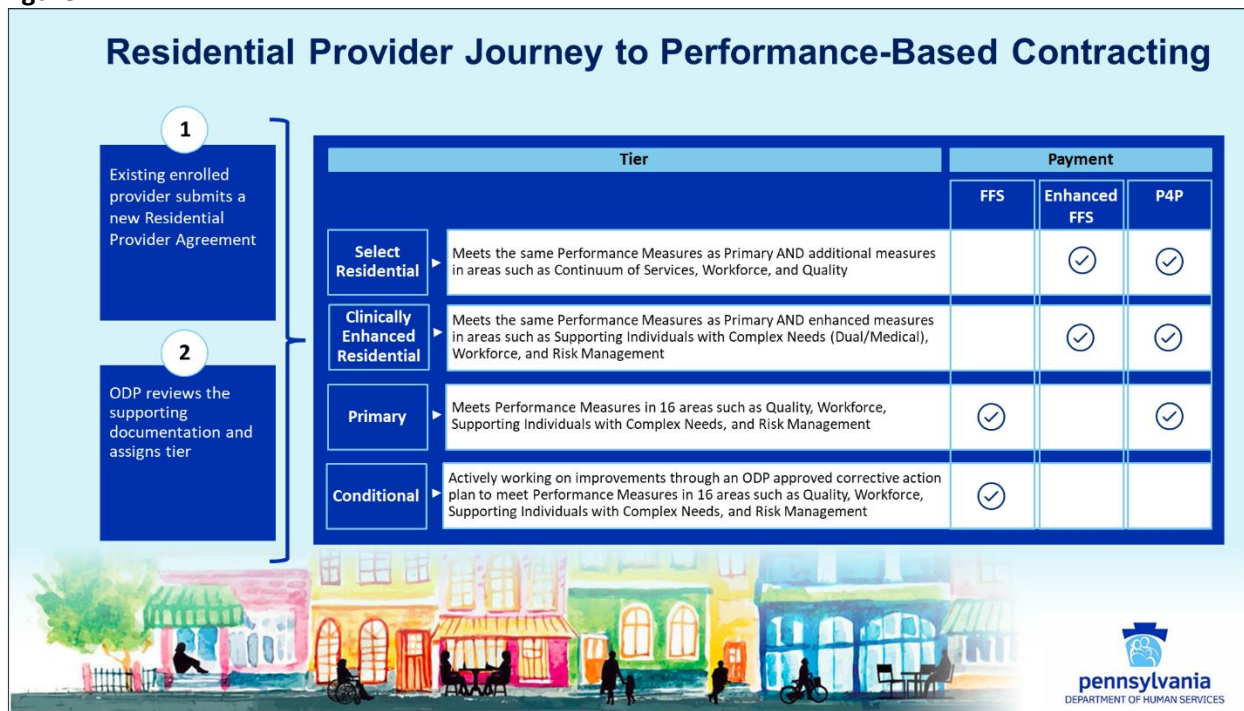 Residential Provider Journey to Performance-Based Contracting
1
Existing enrolled
provider submits a
new Residential
Provider Agreement
2
ODP reviews the
supporting
documentation and
assigns tier
Tier
Payment
FFS
Enhanced
FFS
P4P
Select
Residential
Meets the same Performance Measures as Primary AND additional measures
in areas such as Continuum of Services, Workforce, and Quality
Clinically
Enhanced
Residential
Meets the same Performance Measures as Primary AND enhanced measures
in areas such as Supporting Individuals with Complex Needs (Dual/Medical),
Workforce, and Risk Management
Primary
Meets Performance Measures in 16 areas such as Quality, Workforce,
Supporting Individuals with Complex Needs, and Risk Management
Conditional
Actively working on improvements through an ODP approved corrective action
plan to meet Performance Measures in 16 areas such as Quality, Workforce,
Supporting Individuals with Complex Needs, and Risk Management
pennsylvania
DEPARTMENT OF HUMAN SERVICES